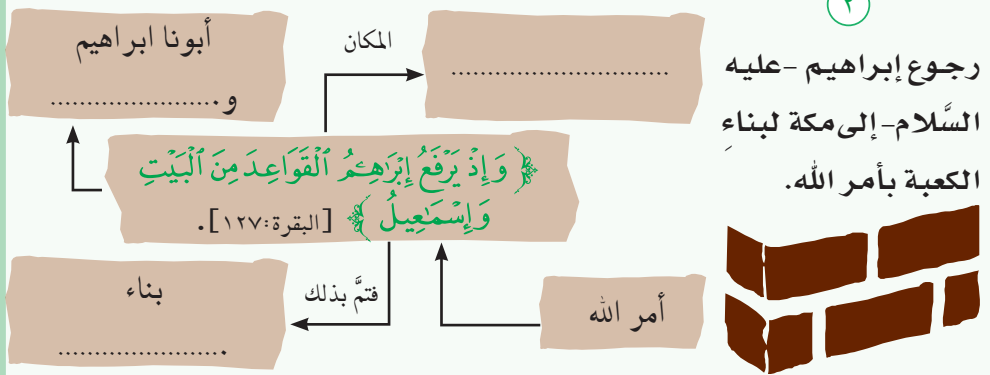 ٢
رجوع إبراهيم -عليه
السَّلام- إلى مكة لبناءِ
الكعبة بأمر الله.
المكان
..............................
أبونا ابراهيم
و......................
﴿وَإِذْ يَرْفَعُ إِبْرَٰهِـۧمُ ٱلْقَوَاعِدَ مِنَ ٱلْبَيْتِ
وَإِسْمَٰعِيلُ﴾ [البقرة:١٢٧].
أمر الله
فتمَّ بذلك
بناء
.......................